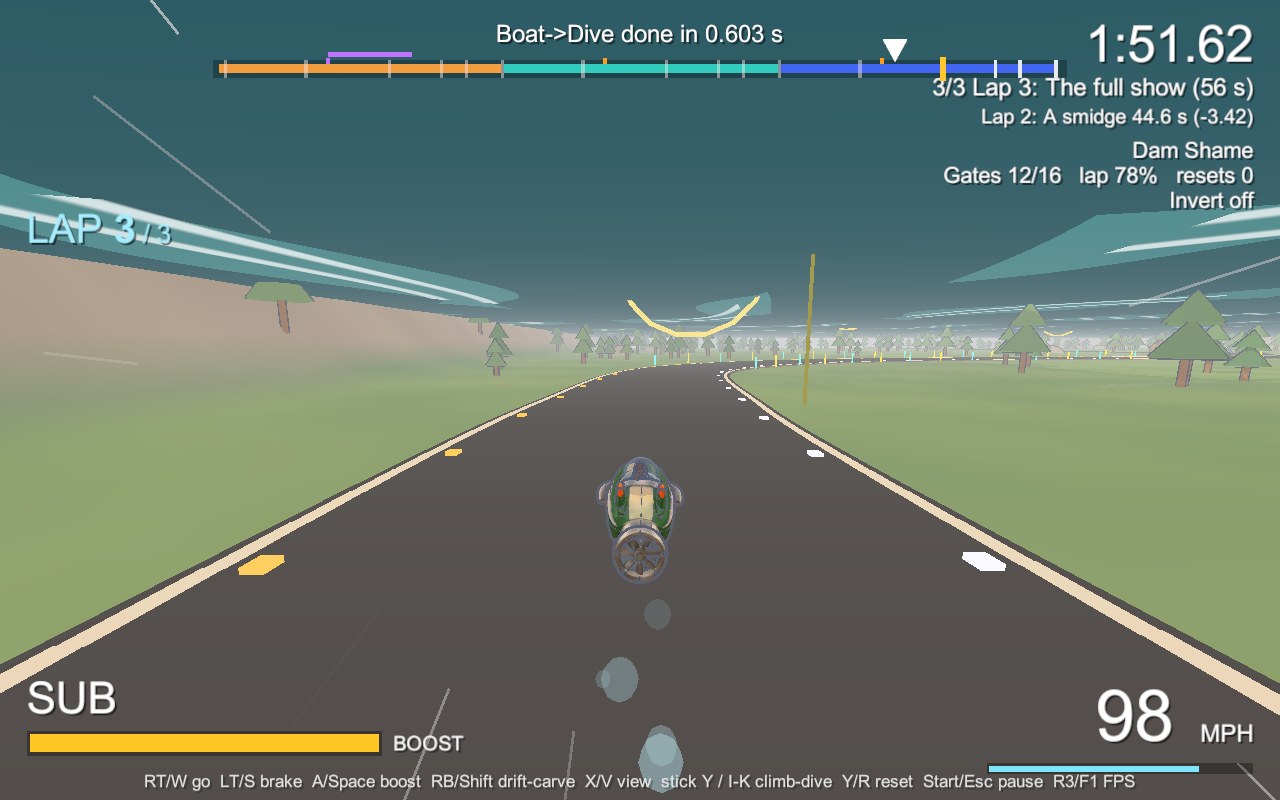 Boat->Dive done in 0.603 s
1:51.62
3/3 Lap 3: The full show (56 s)
Lap 2: A smidge 44.6 s (-3.42)
Dam Shame
Gates 12/16 lap 78% resets 0
Invert off
LAP 3 / 3
SUB
BOOST
98 MPH
RT/W go LT/S brake A/Space boost RB/Shift drift-carve X/V view stick Y / I-K climb-dive Y/R reset Start/Esc pause R3/F1 FPS